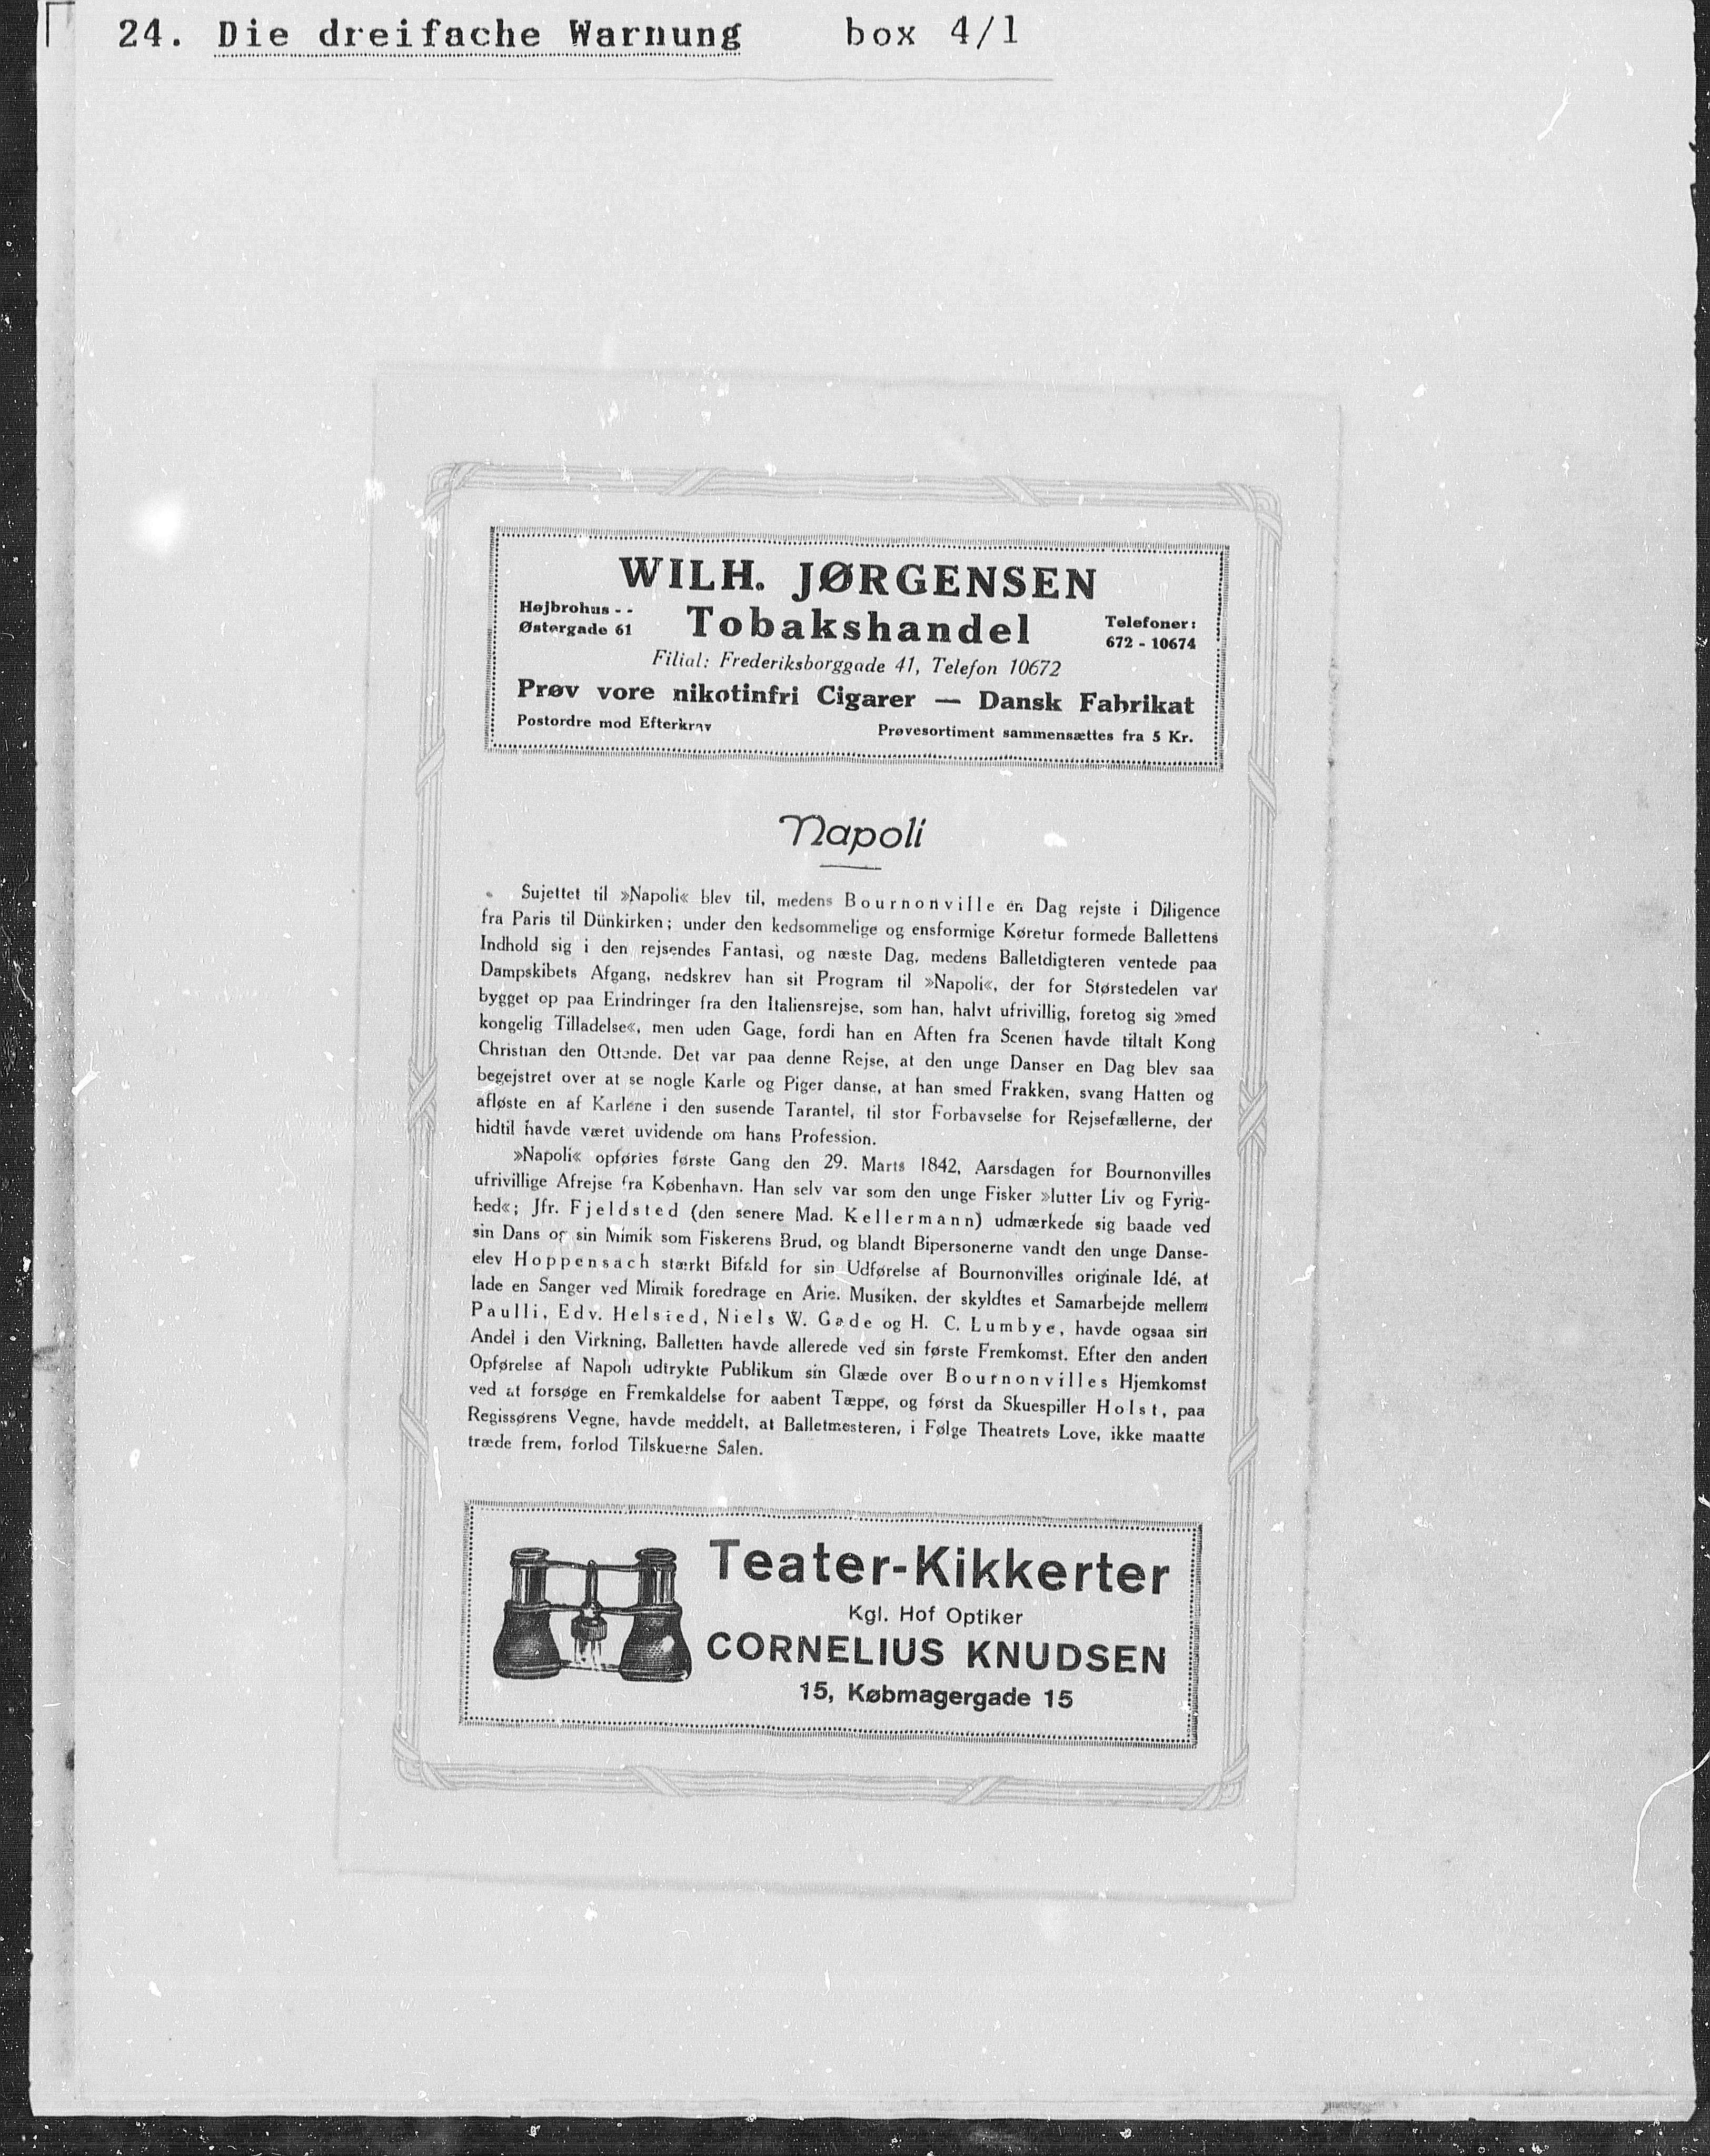 24. Die dreifache Warnung box 4/1
WILH. JØRGENSEN
Højbrohus - -
Østergade 61
Tobakshandel
Telefoner:
672 - 10674
Filial: Frederiksborggade 41, Telefon 10672
Prøv vore nikotinfri Cigarer — Dansk Fabrikat
Postordre mod Efterkrav
Prøvesortiment sammensættes fra 5 Kr.
Napoli
Sujettet til »Napoli« blev til, medens Bournonville en Dag rejste i Diligence
fra Paris til Dünkirken; under den kedsommelige og ensformige Køretur formede Ballettens
Indhold sig i den rejsendes Fantasi, og næste Dag, medens Balletdigteren ventede paa
Dampskibets Afgang, nedskrev han sit Program til »Napoli«, der for Størstedelen var
bygget op paa Erindringer fra den Italiensrejse, som han, halvt ufrivillig, foretog sig »med
kongelig Tilladelse«, men uden Gage, fordi han en Aften fra Scenen havde tiltalt Kong
Christian den Ottende. Det var paa denne Rejse, at den unge Danser en Dag blev saa
begejstret over at se nogle Karle og Piger danse, at han smed Frakken, svang Hatten og
afløste en af Karlene i den susende Tarantel, til stor Forbavselse for Rejsefællerne, der
hidtil havde været uvidende om hans Profession.
»Napoli« opføries første Gang den 29. Marts 1842, Aarsdagen for Bournonvilles
ufrivillige Afrejse fra København. Han selv var som den unge Fisker »lutter Liv og Fyrig-
hed«; Jfr. Fjeldsted (den senere Mad. Kellermann) udmærkede sig baade ved
sin Dans og sin Mimik som Fiskerens Brud, og blandt Bipersonerne vandt den unge Danse-
elev Hoppensach stærkt Bifald for sin Udførelse af Bournonvilles originale Idé, at
lade en Sanger ved Mimik foredrage en Arie. Musiken, der skyldtes et Samarbejde mellem
Paulli, Edv. Helsted, Niels W. Gade og H. C. Lumbye, havde ogsaa sin
Andel i den Virkning, Balletten havde allerede ved sin første Fremkomst. Efter den anden
Opførelse af Napoli udtrykte Publikum sin Glæde over Bournonvilles Hjemkomst
ved at forsøge en Fremkaldelse for aabent Tæppe, og først da Skuespiller Holst, paa
Regissørens Vegne, havde meddelt, at Balletmesteren, i Følge Theatrets Love, ikke maatte
træde frem, forlod Tilskuerne Salen.
Teater-Kikkerter
Kgl. Hof Optiker
CORNELIUS KNUDSEN
15, Købmagergade 15